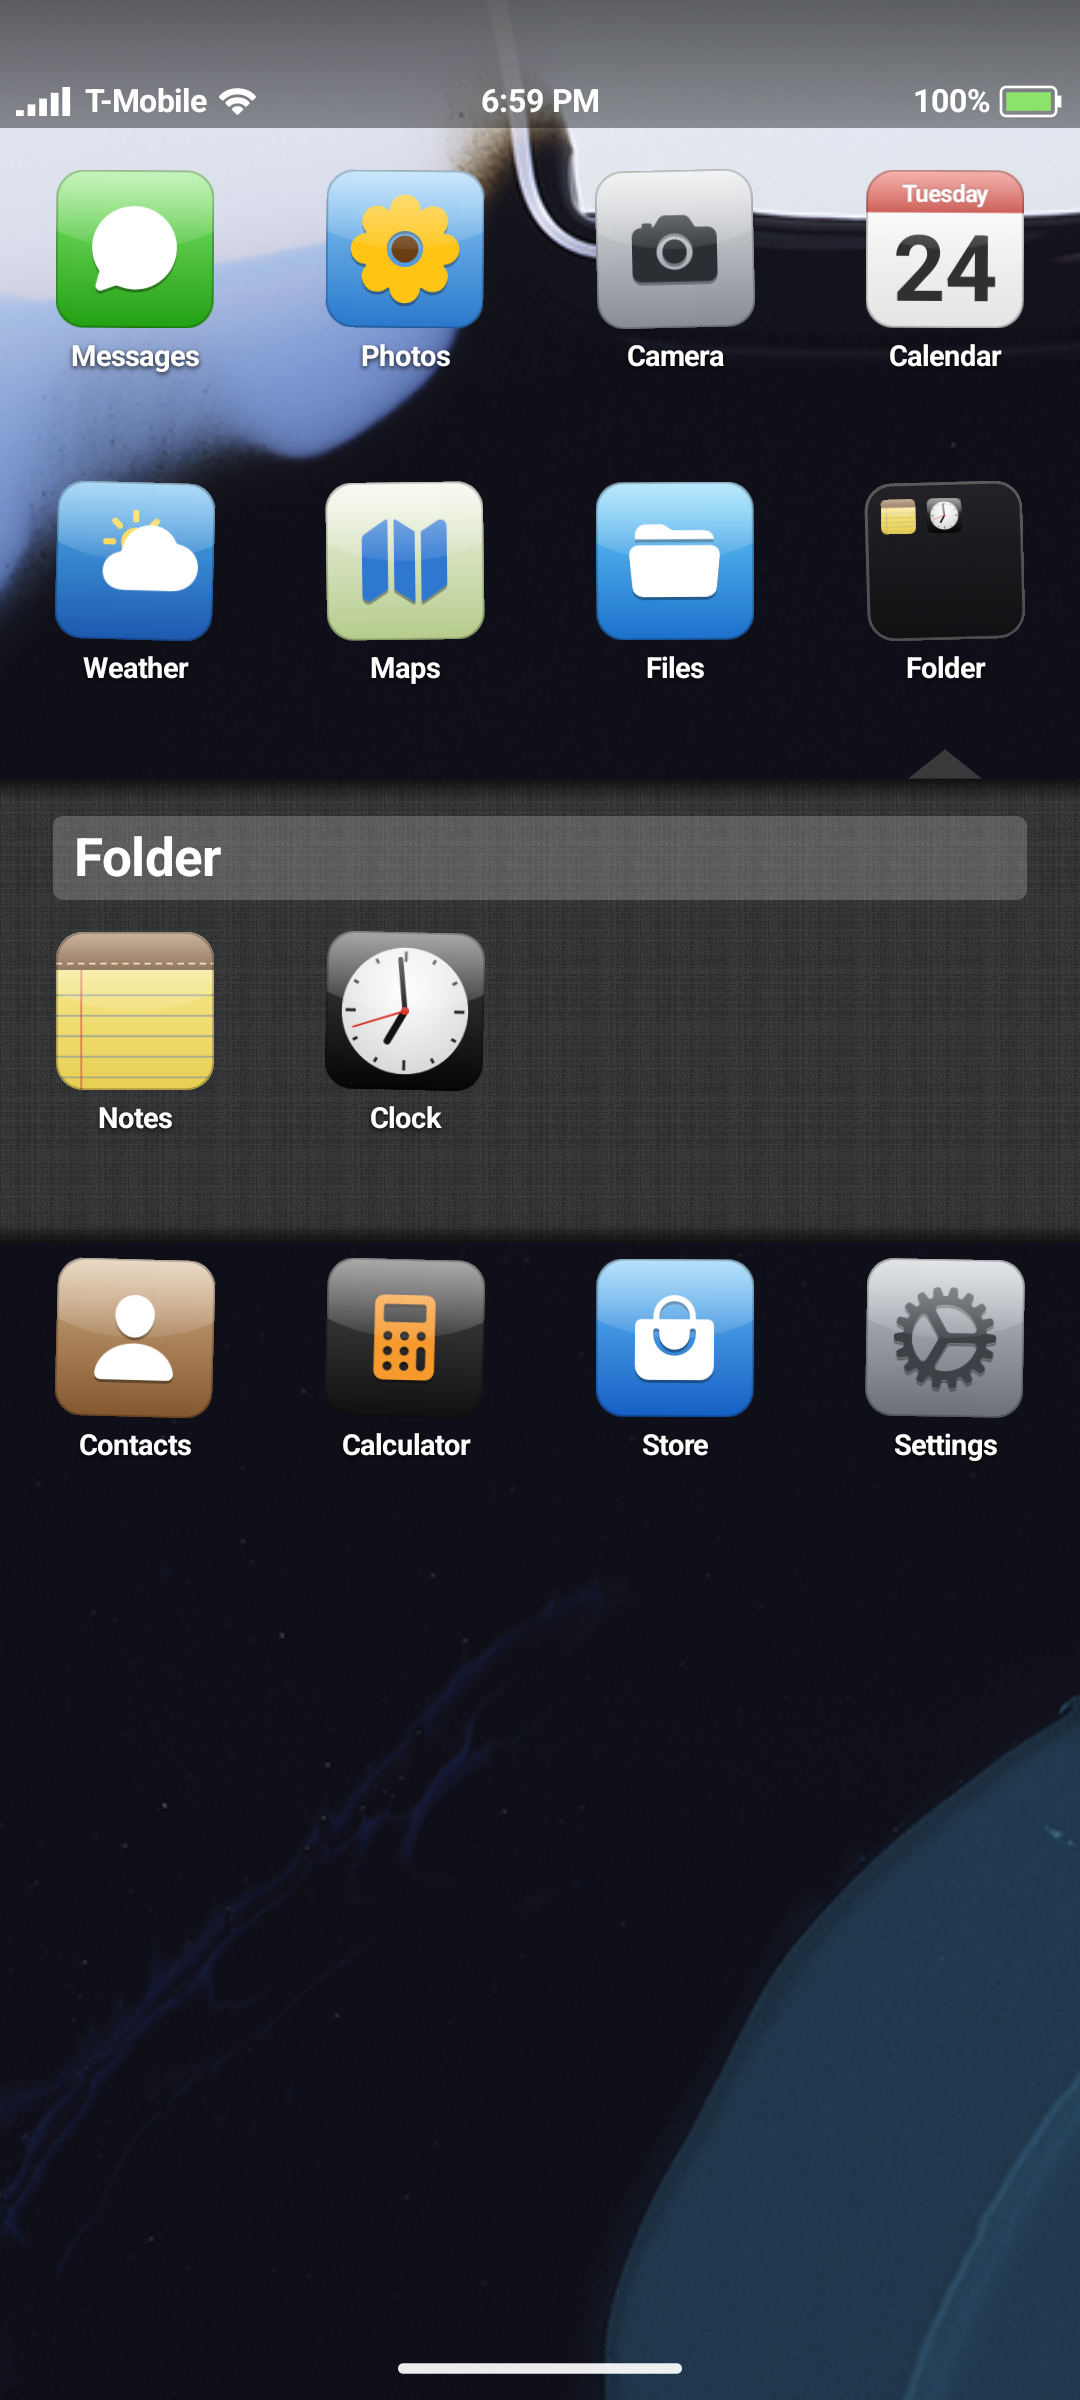 T-Mobile 6:59 PM 100%
Tuesday
24
Messages Photos Camera Calendar
Weather Maps Files Folder
Folder
Notes Clock
Contacts Calculator Store Settings